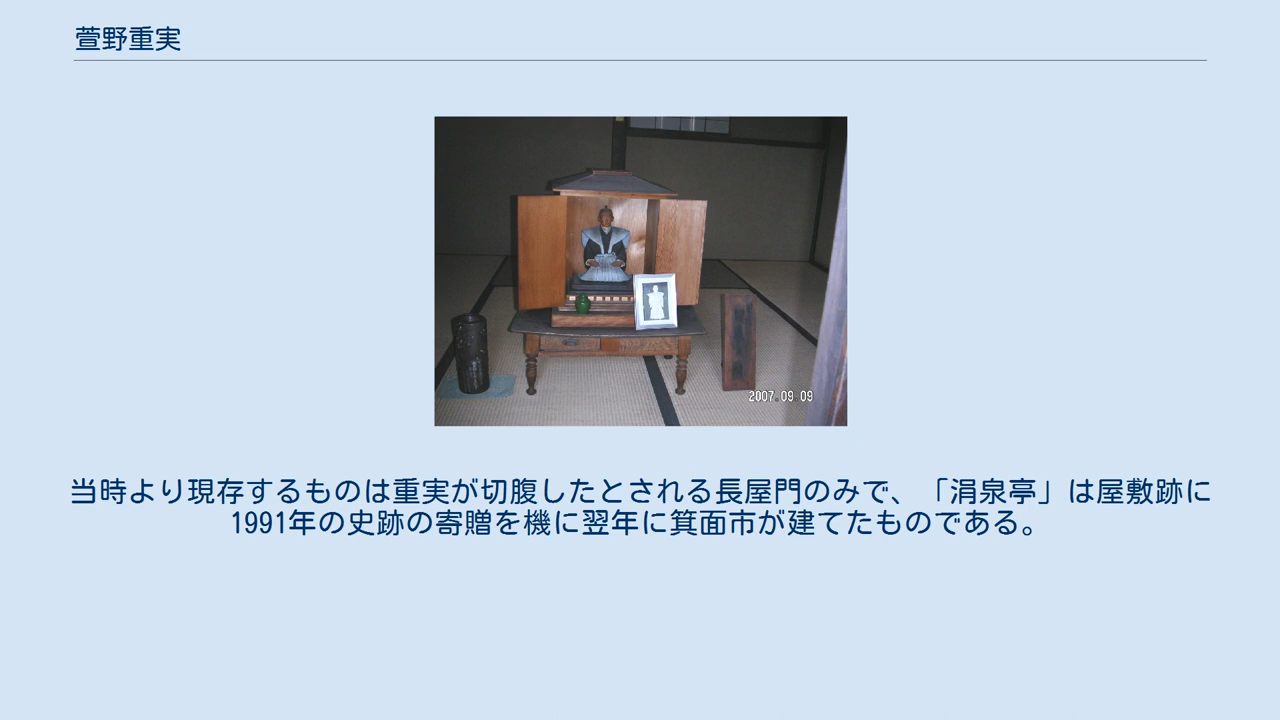 萱野重実
2007.09.09
当時より現存するものは重実が切腹したとされる長屋門のみで、「涓泉亭」は屋敷跡に
1991年の史跡の寄贈を機に翌年に箕面市が建てたものである。